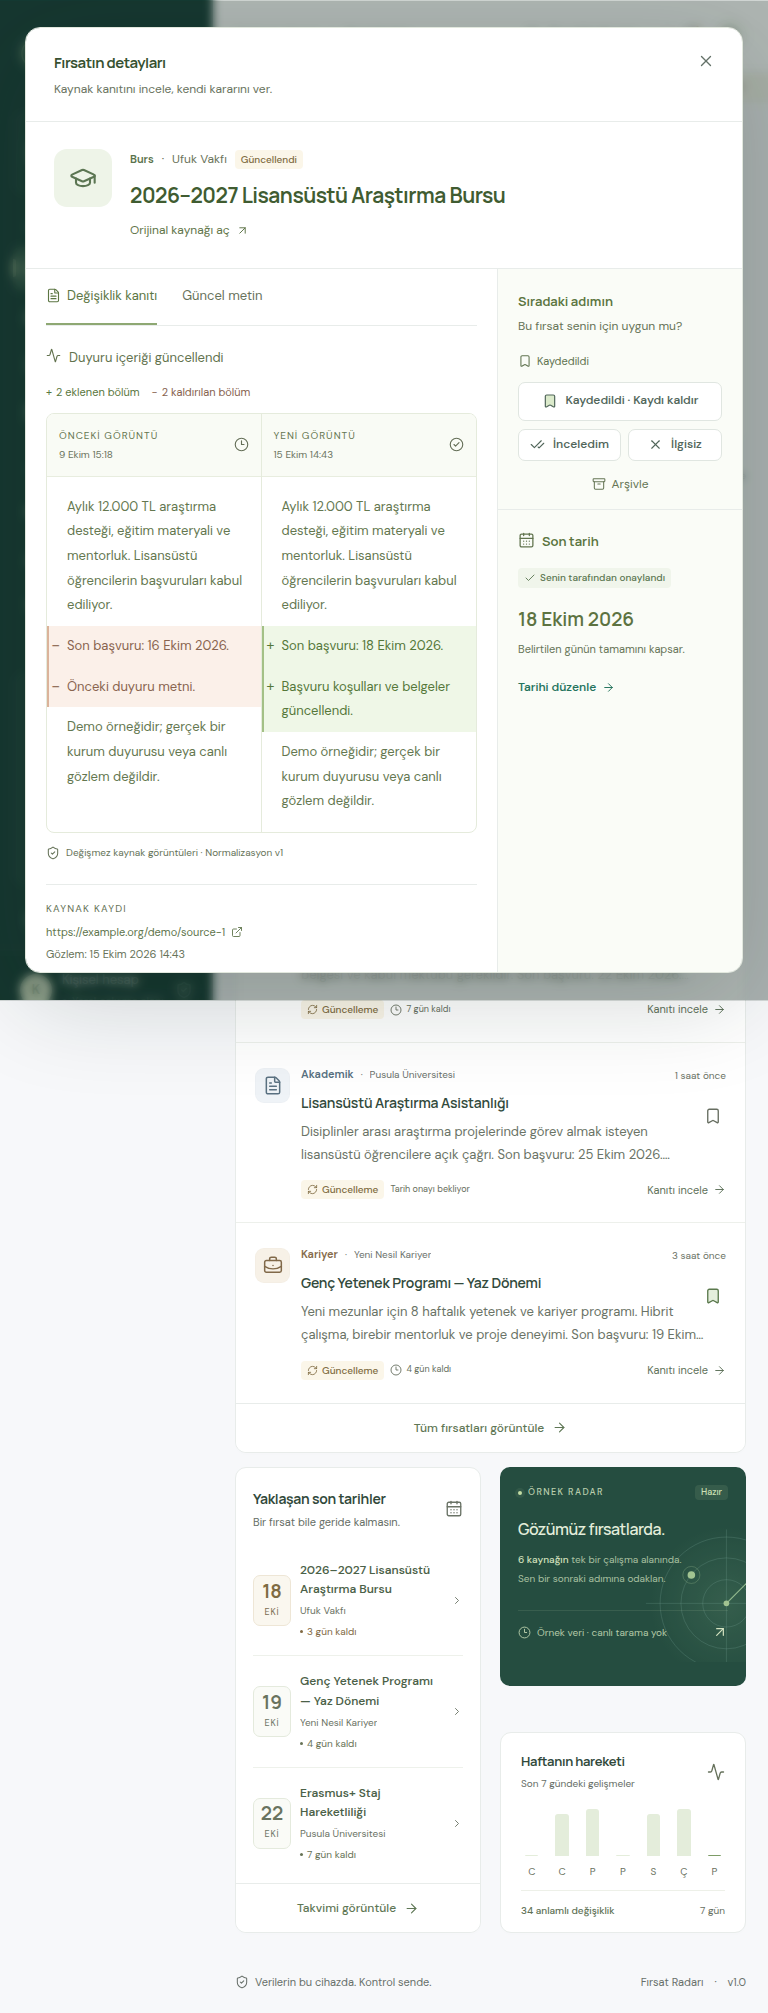 Fırsatın detayları
Kaynak kanıtını incele, kendi kararını ver.
Burs · Ufuk Vakfı Güncellendi
2026–2027 Lisansüstü Araştırma Bursu
Orijinal kaynağı aç
Değişiklik kanıtı Güncel metin
Duyuru içeriği güncellendi
+ 2 eklenen bölüm − 2 kaldırılan bölüm
ÖNCEKİ GÖRÜNTÜ
9 Ekim 15:18
Aylık 12.000 TL araştırma
desteği, eğitim materyali ve
mentorluk. Lisansüstü
öğrencilerin başvuruları kabul
ediliyor.
− Son başvuru: 16 Ekim 2026.
− Önceki duyuru metni.
Demo örneğidir; gerçek bir
kurum duyurusu veya canlı
gözlem değildir.
YENİ GÖRÜNTÜ
15 Ekim 14:43
Aylık 12.000 TL araştırma
desteği, eğitim materyali ve
mentorluk. Lisansüstü
öğrencilerin başvuruları kabul
ediliyor.
+ Son başvuru: 18 Ekim 2026.
+ Başvuru koşulları ve belgeler
güncellendi.
Demo örneğidir; gerçek bir
kurum duyurusu veya canlı
gözlem değildir.
Değişmez kaynak görüntüleri · Normalizasyon v1
KAYNAK KAYDI
https://example.org/demo/source-1
Gözlem: 15 Ekim 2026 14:43
Sıradaki adımın
Bu fırsat senin için uygun mu?
Kaydedildi
Kaydedildi · Kaydı kaldır
İnceledim İlgisiz
Arşivle
Son tarih
Senin tarafından onaylandı
18 Ekim 2026
Belirtilen günün tamamını kapsar.
Tarihi düzenle
Kişisel hesap
Güncelleme 7 gün kaldı Kanıtı incele
Akademik · Pusula Üniversitesi 1 saat önce
Lisansüstü Araştırma Asistanlığı
Disiplinler arası araştırma projelerinde görev almak isteyen
lisansüstü öğrencilere açık çağrı. Son başvuru: 25 Ekim 2026....
Güncelleme Tarih onayı bekliyor Kanıtı incele
Kariyer · Yeni Nesil Kariyer 3 saat önce
Genç Yetenek Programı — Yaz Dönemi
Yeni mezunlar için 8 haftalık yetenek ve kariyer programı. Hibrit
çalışma, birebir mentorluk ve proje deneyimi. Son başvuru: 19 Ekim...
Güncelleme 4 gün kaldı Kanıtı incele
Tüm fırsatları görüntüle
Yaklaşan son tarihler
Bir fırsat bile geride kalmasın.
18 EKİ
2026–2027 Lisansüstü
Araştırma Bursu
Ufuk Vakfı
• 3 gün kaldı
19 EKİ
Genç Yetenek Programı
— Yaz Dönemi
Yeni Nesil Kariyer
• 4 gün kaldı
22 EKİ
Erasmus+ Staj
Hareketliliği
Pusula Üniversitesi
• 7 gün kaldı
Takvimi görüntüle
ÖRNEK RADAR Hazır
Gözümüz fırsatlarda.
6 kaynağın tek bir çalışma alanında.
Sen bir sonraki adımına odaklan.
Örnek veri · canlı tarama yok
Haftanın hareketi
Son 7 gündeki gelişmeler
C C P P S Ç P
34 anlamlı değişiklik 7 gün
Verilerin bu cihazda. Kontrol sende.
Fırsat Radarı · v1.0